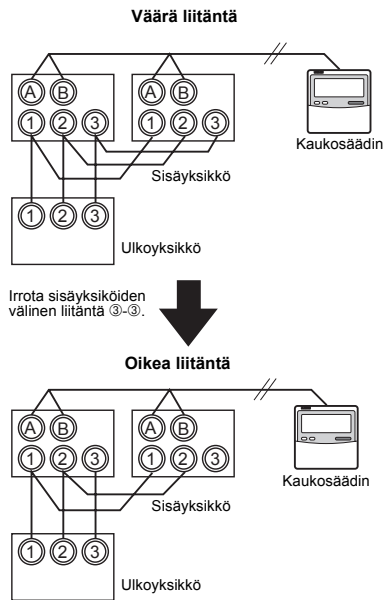 Väärä liitäntä
A B A B
1 2 3 1 2 3
Kaukosäädin
Sisäyksikkö
1 2 3
Ulkoyksikkö
Irrota sisäyksiköiden
välinen liitäntä ③-③.
Oikea liitäntä
A B A B
1 2 3 1 2 3
Kaukosäädin
Sisäyksikkö
1 2 3
Ulkoyksikkö